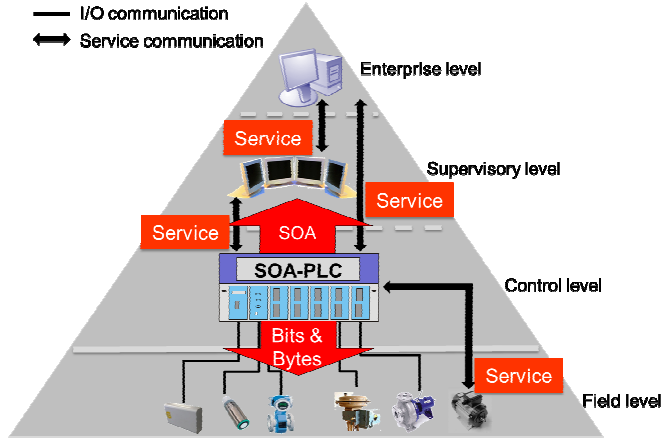 I/O communication
Service communication
Enterprise level
Service
Supervisory level
Service
Service
SOA
SOA-PLC
Control level
Bits &
Bytes
Service
Field level